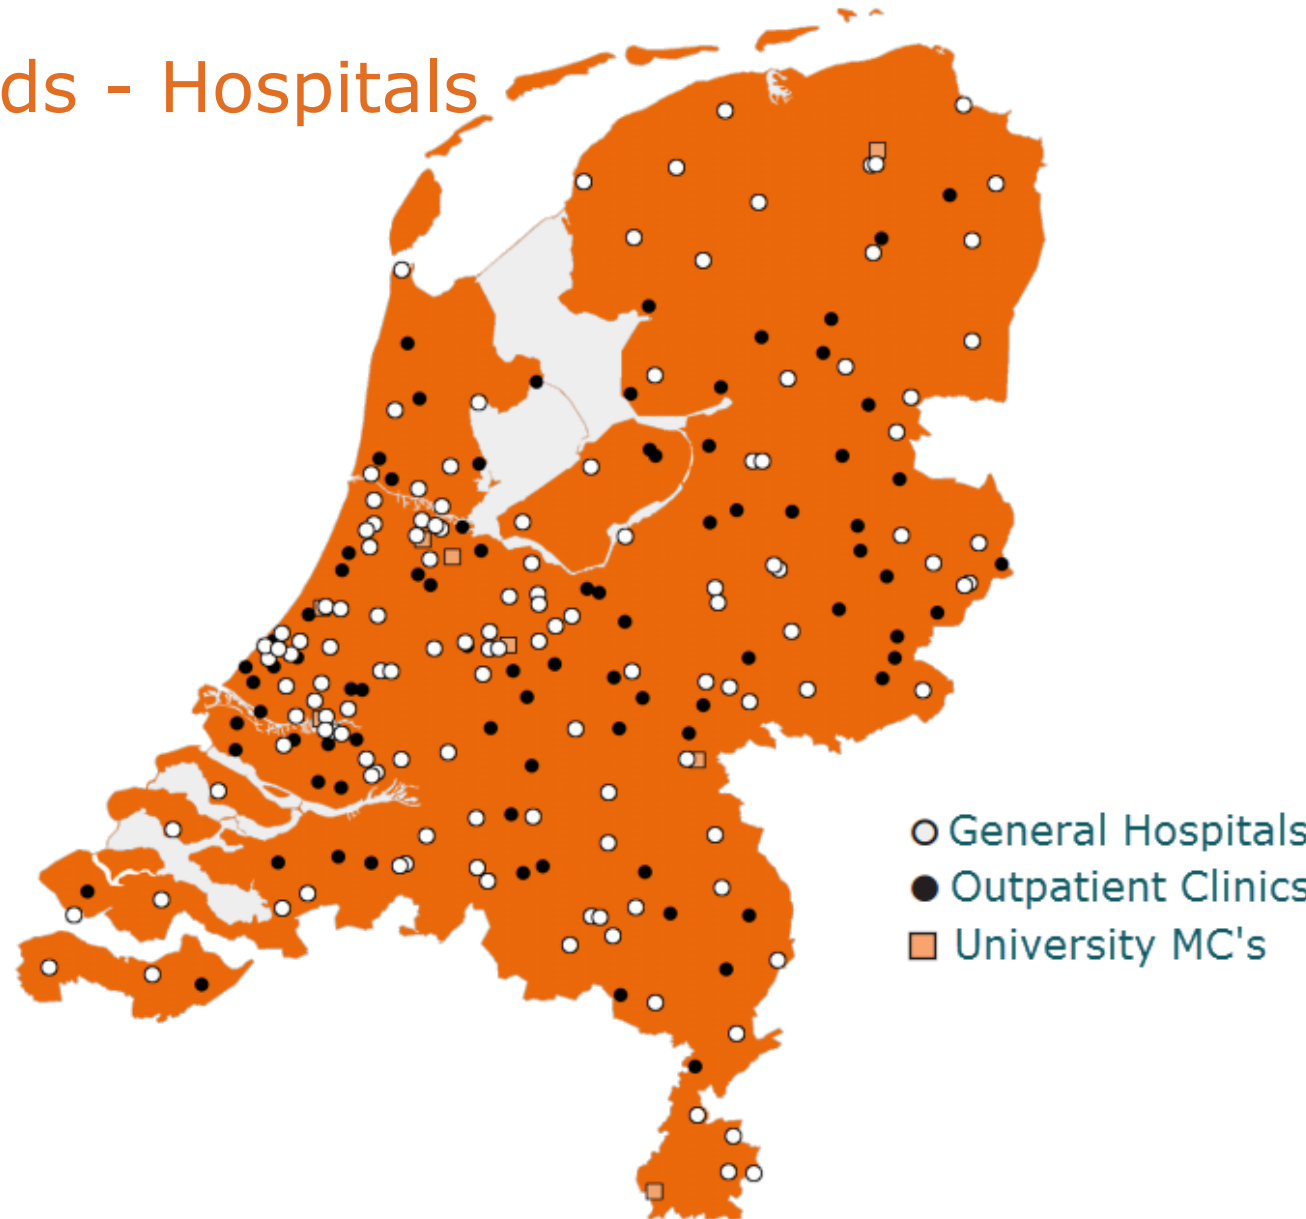 ds - Hospitals
General Hospitals
Outpatient Clinics
University MC's